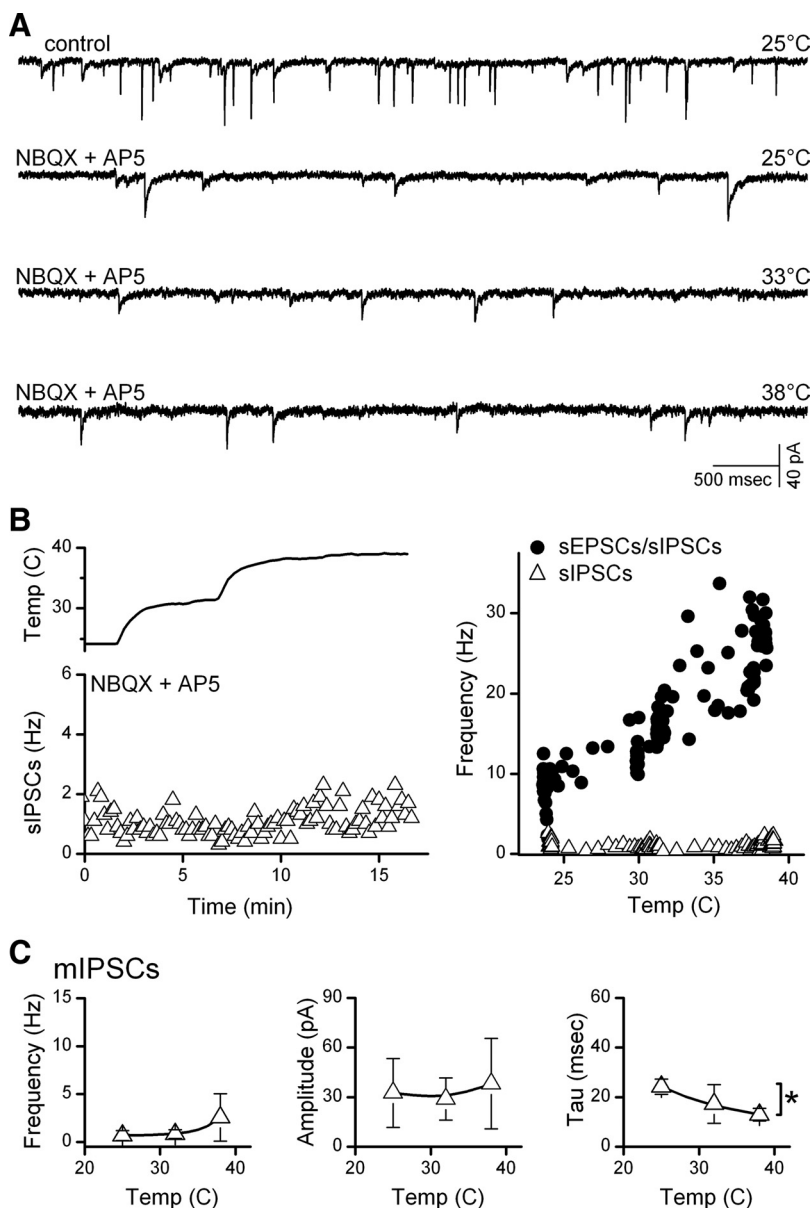 A
control 25°C
NBQX + AP5 25°C
NBQX + AP5 33°C
NBQX + AP5 38°C
500 msec
40 pA
B
Temp (C)
40
30
NBQX + AP5
sIPSCs (Hz)
6
4
2
0
0 5 10 15
Time (min)
sEPSCs/sIPSCs
sIPSCs
Frequency (Hz)
30
20
10
0
25 30 35 40
Temp (C)
C
mIPSCs
Frequency (Hz)
15
10
5
0
20 30 40
Temp (C)
Amplitude (pA)
90
60
30
0
20 30 40
Temp (C)
Tau (msec)
60
40
20
0
*
20 30 40
Temp (C)